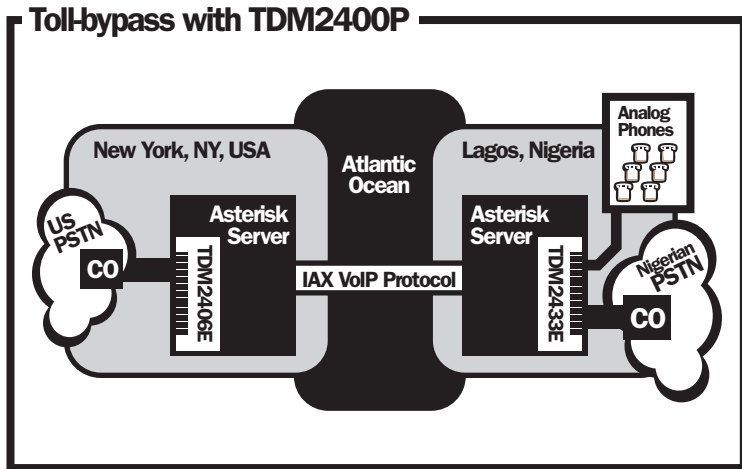 Toll-bypass with TDM2400P
New York, NY, USA
Atlantic
Ocean
Lagos, Nigeria
Analog
Phones
US
PSTN
CO
Asterisk
Server
TDM2406E
IAX VoIP Protocol
Asterisk
Server
TDM2433E
Nigerian
PSTN
CO